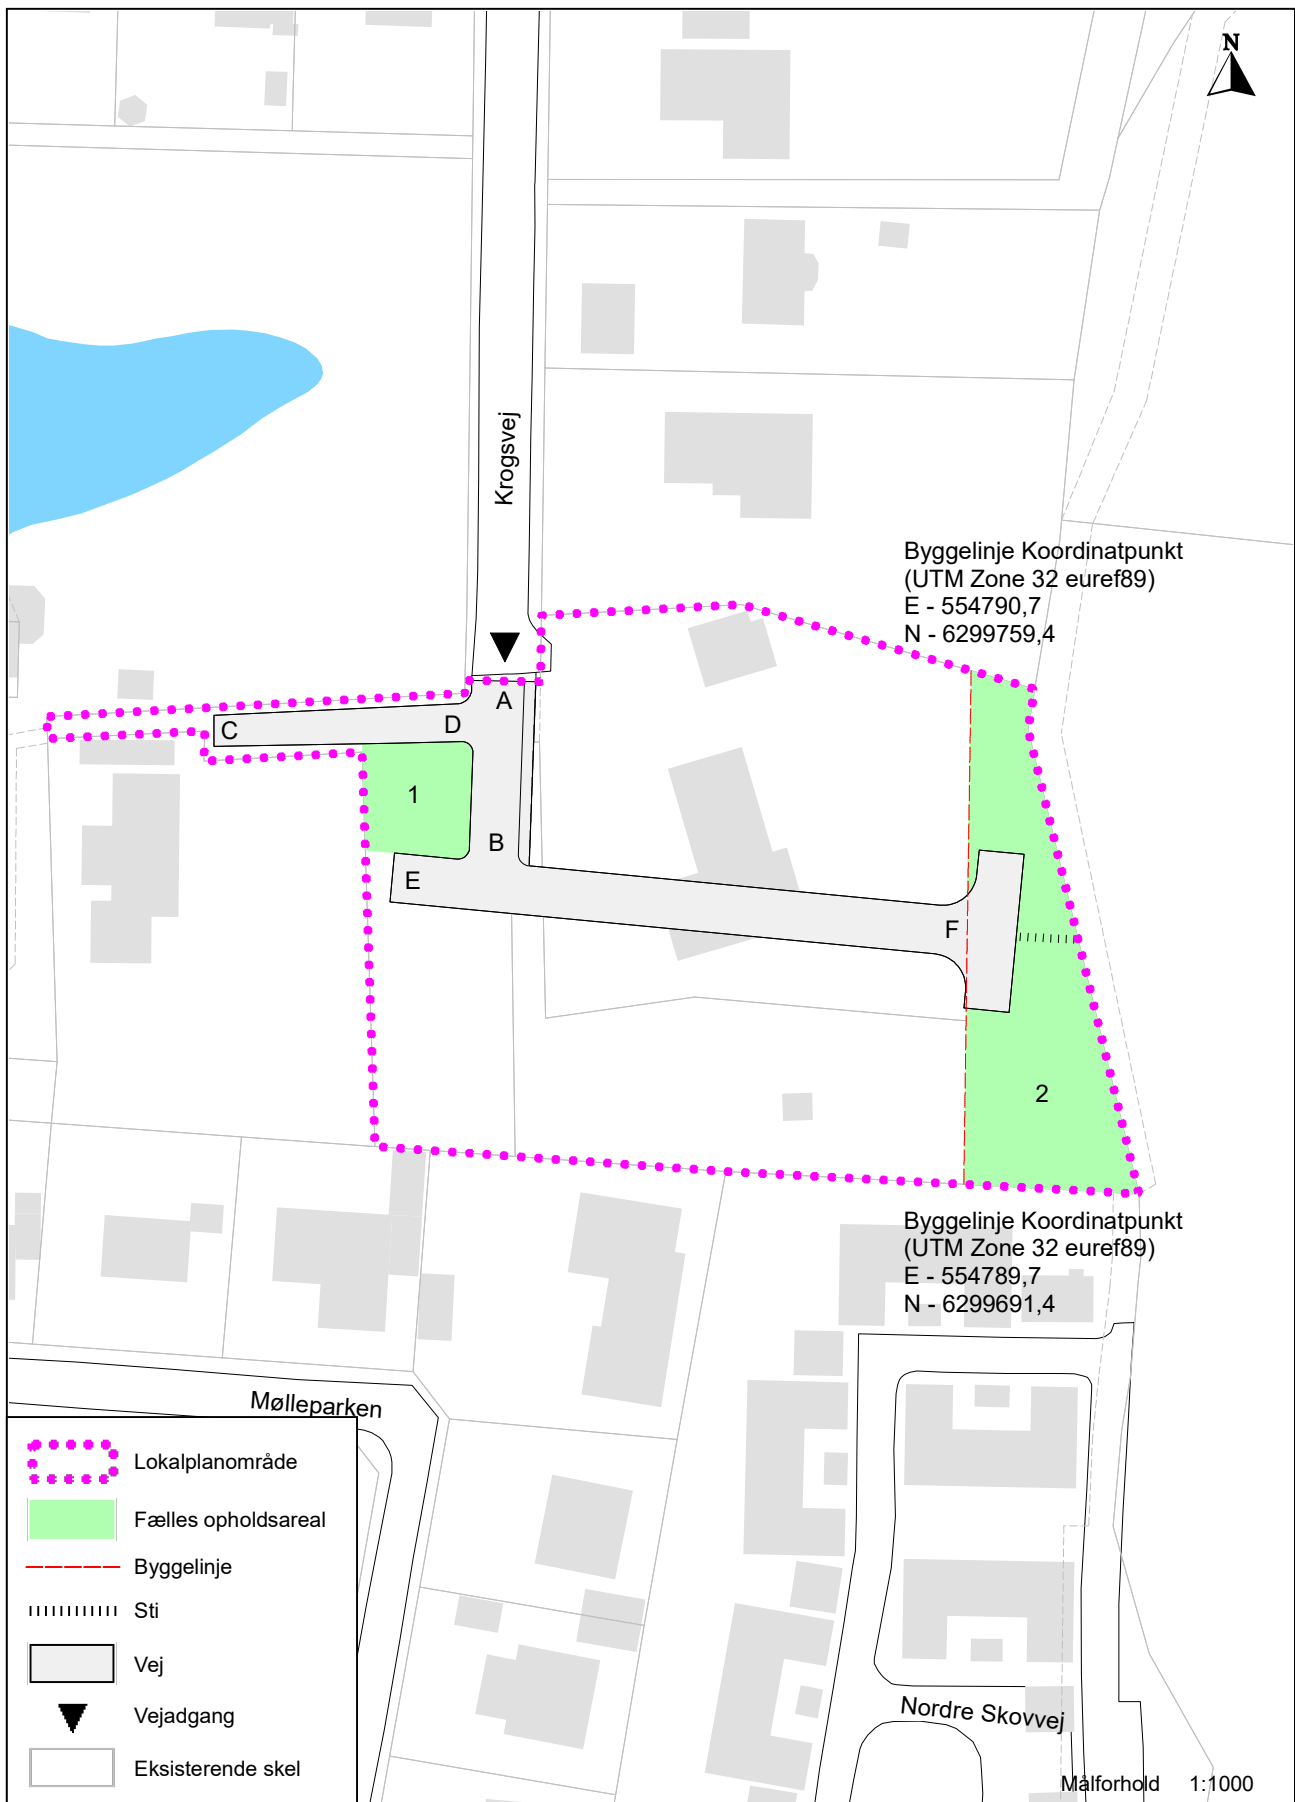 N
Krogsvej
Byggelinje Koordinatpunkt
(UTM Zone 32 euref89)
E - 554790,7
N - 6299759,4
A
C
D
1
B
E
F
2
Byggelinje Koordinatpunkt
(UTM Zone 32 euref89)
E - 554789,7
N - 6299691,4
Mølleparken
Lokalplanområde
Fælles opholdsareal
Byggelinje
Sti
Vej
Vejadgang
Eksisterende skel
Nordre Skovvej
Målforhold 1:1000